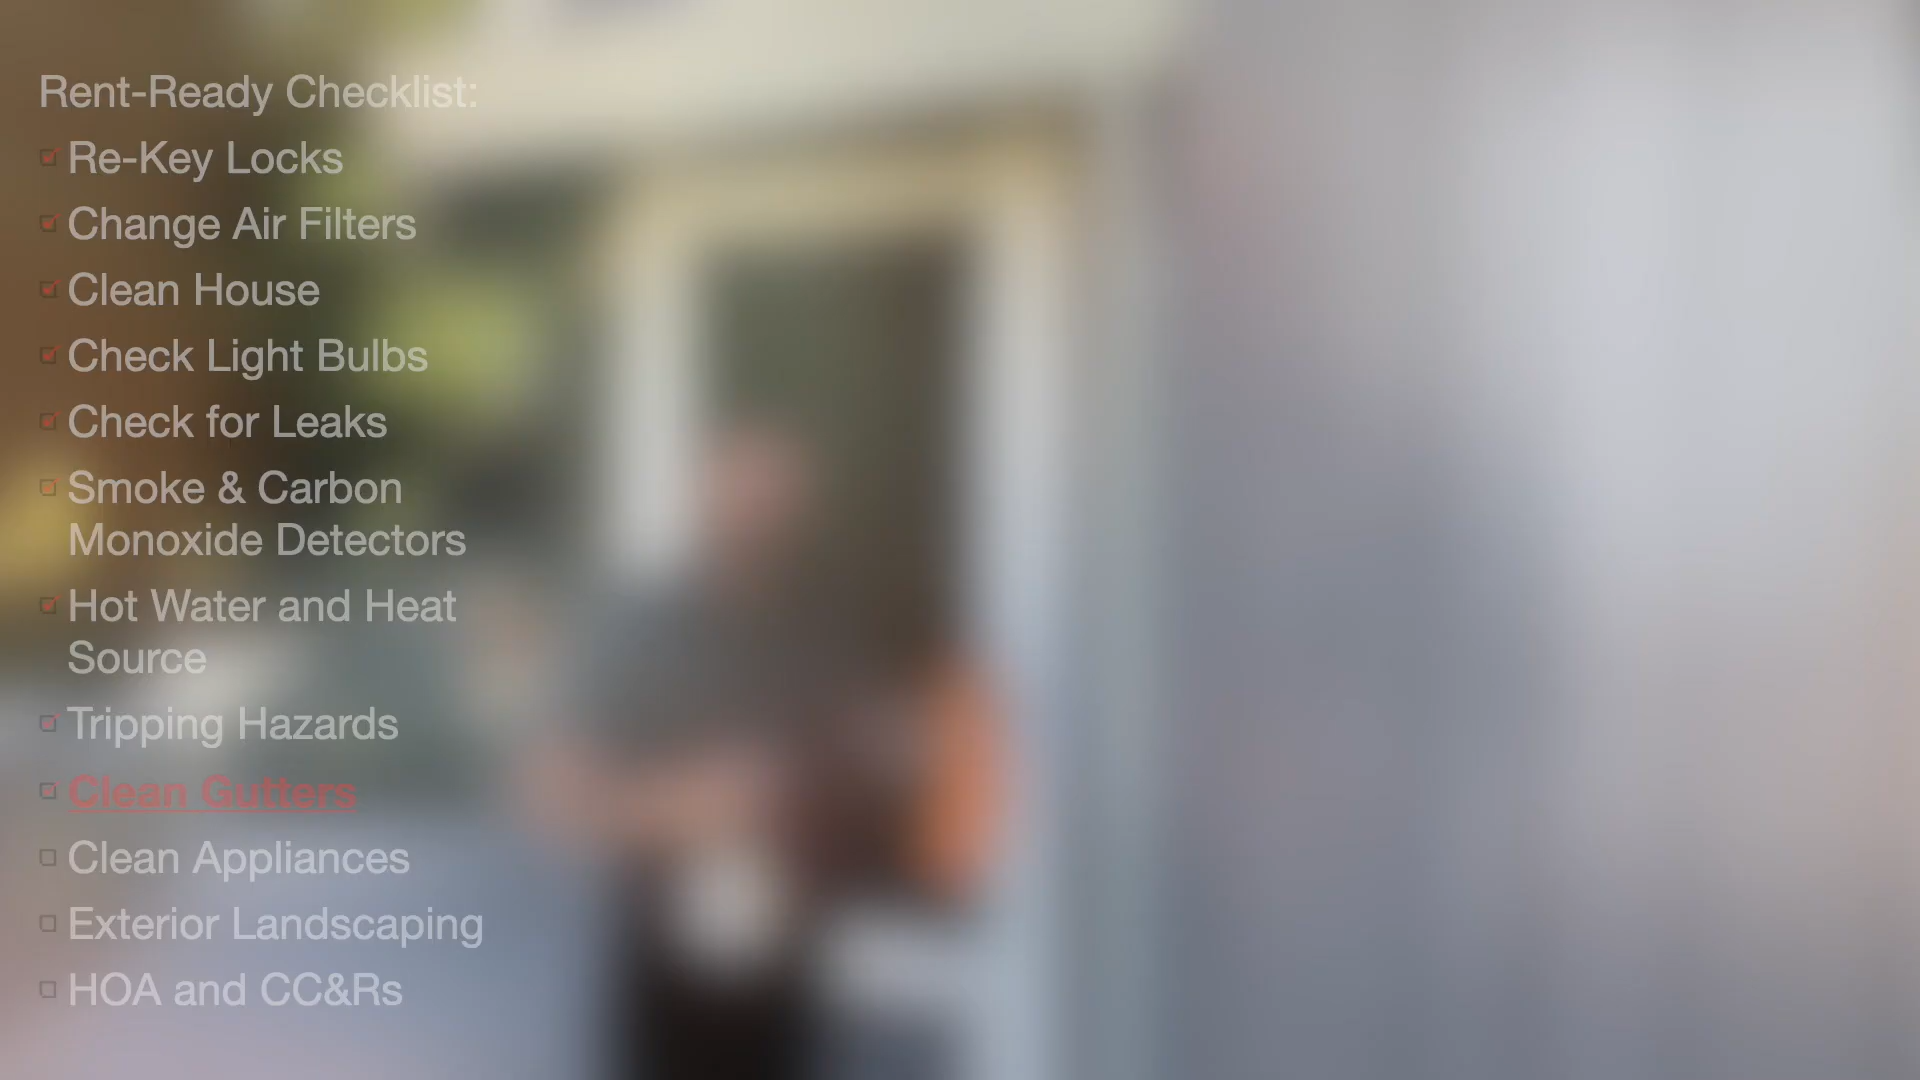 Rent-Ready Checklist:
Re-Key Locks
Change Air Filters
Clean House
Check Light Bulbs
Check for Leaks
Smoke & Carbon
Monoxide Detectors
Hot Water and Heat
Source
Tripping Hazards
Clean Gutters
Clean Appliances
Exterior Landscaping
HOA and CC&Rs